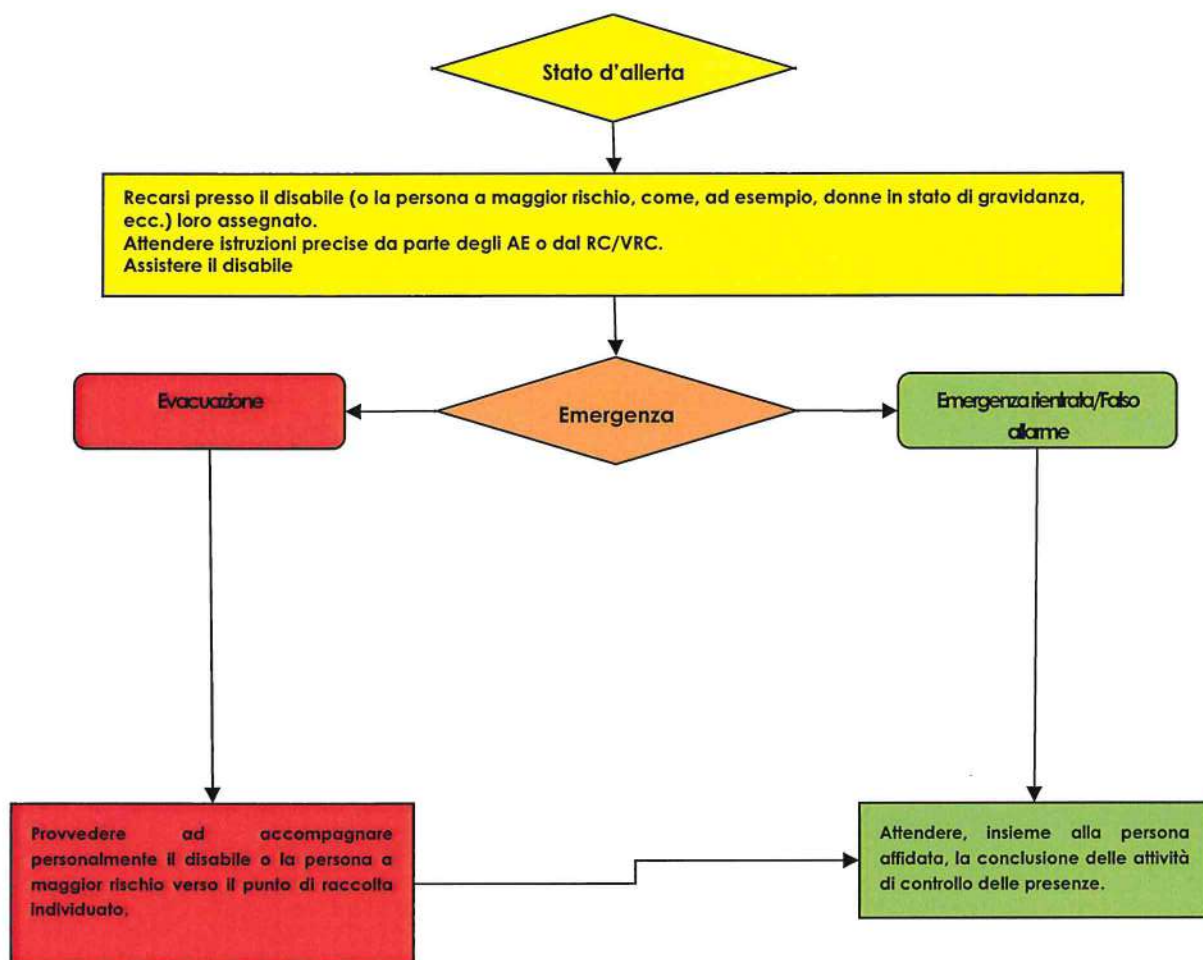 Stato d'allerta
Recarsi presso il disabile (o la persona a maggior rischio, come, ad esempio, donne in stato di gravidanza,
ecc.) loro assegnato.
Attendere istruzioni precise da parte degli AE o dal RC/VRC.
Assistere il disabile
Evacuazione
Emergenza
Emergenza rientrata/Falso
allarme
Provvedere ad accompagnare
personalmente il disabile o la persona a
maggior rischio verso il punto di raccolta
individuato.
Attendere, insieme alla persona
affidata, la conclusione delle attività
di controllo delle presenze.